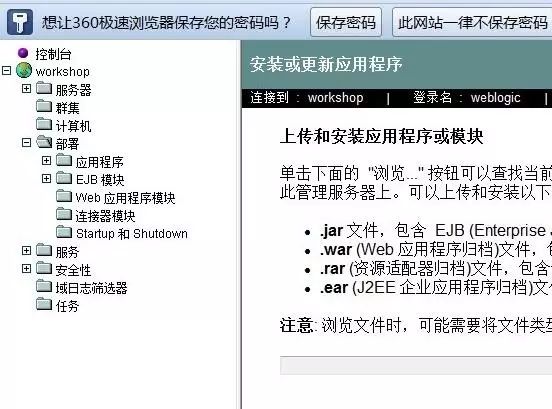 想让360极速浏览器保存您的密码吗？ 保存密码 此网站一律不保存密码
控制台
workshop
服务器
群集
计算机
部署
应用程序
EJB 模块
Web 应用程序模块
连接器模块
Startup 和 Shutdown
服务
安全性
域日志筛选器
任务
安装或更新应用程序
连接到 : workshop | 登录名 : weblogic |
上传和安装应用程序或模块
单击下面的 "浏览..." 按钮可以查找当前
此管理服务器上。可以上传和安装以下
.jar 文件，包含 EJB (Enterprise
.war (Web 应用程序归档)文件，
.rar (资源适配器归档)文件，包含
.ear (J2EE 企业应用程序归档)文
注意: 浏览文件时，可能需要将文件类